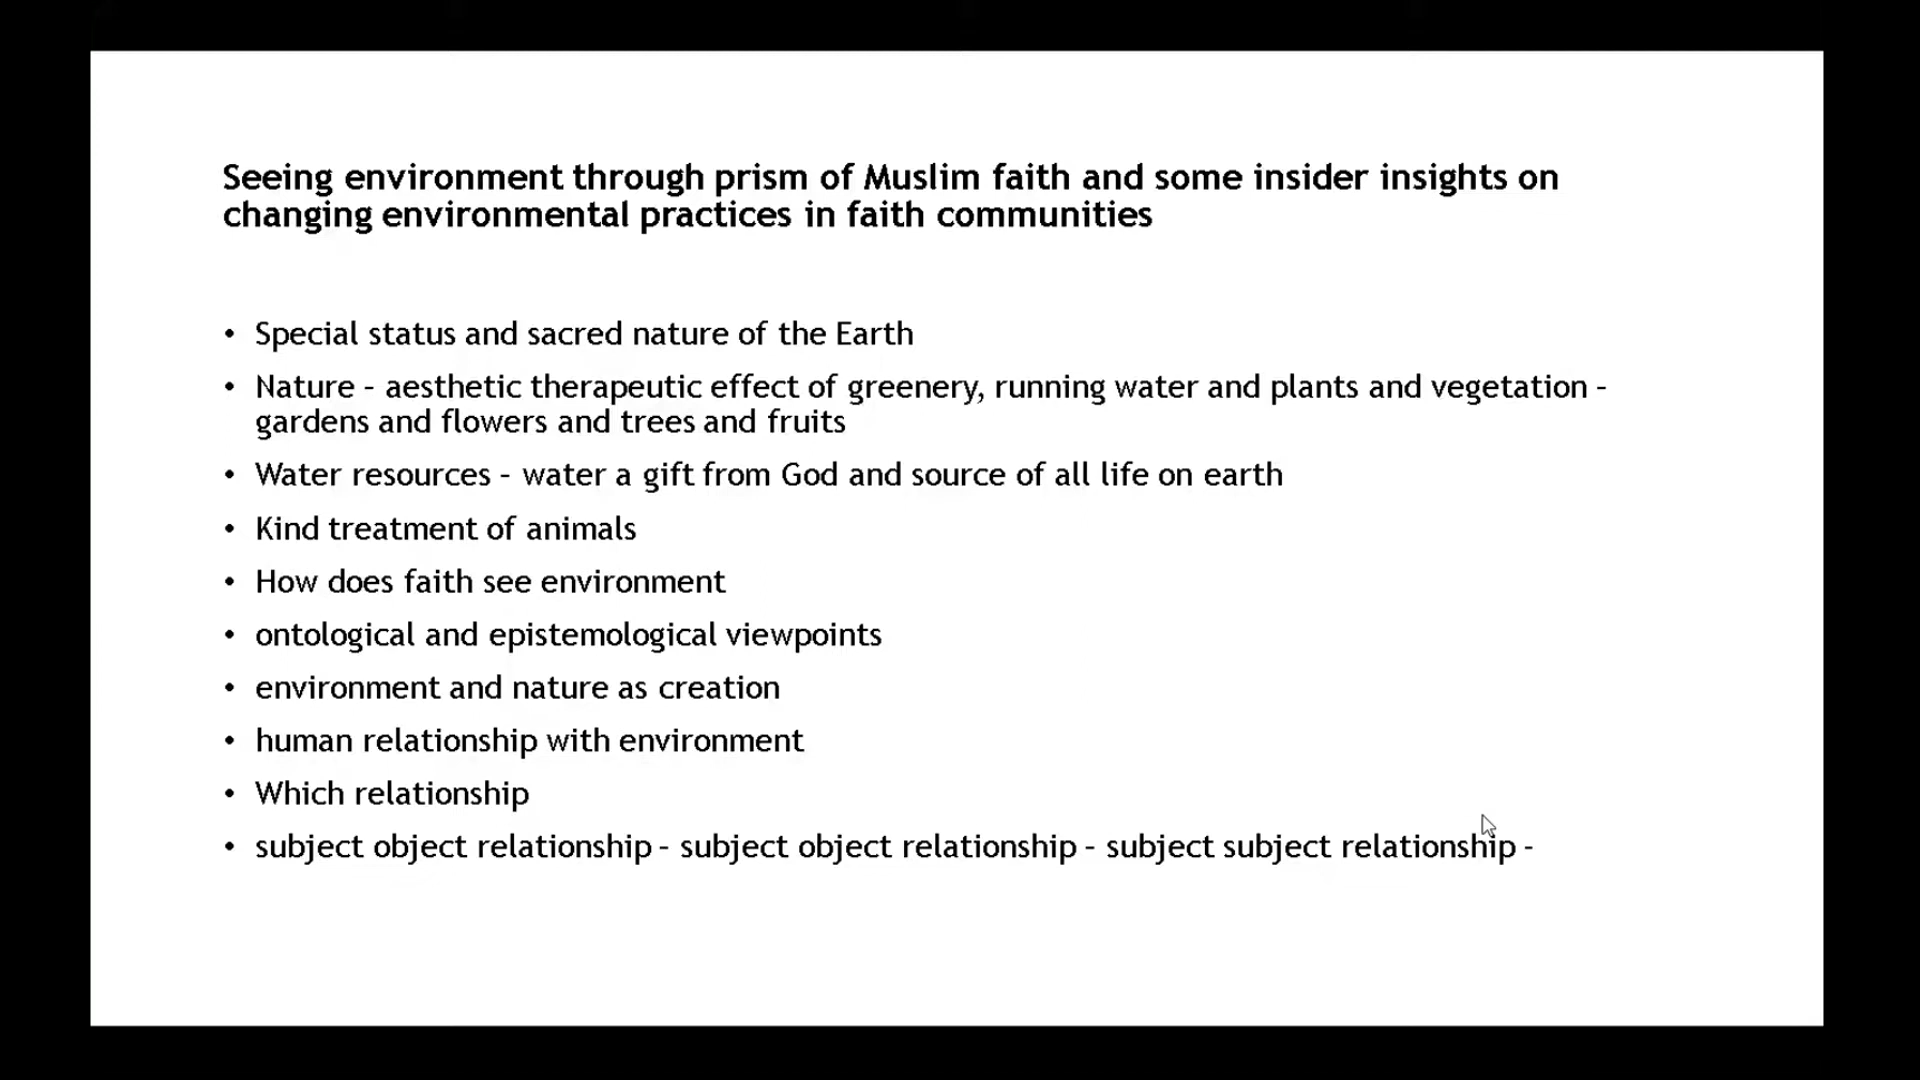 Seeing environment through prism of Muslim faith and some insider insights on
changing environmental practices in faith communities
• Special status and sacred nature of the Earth
• Nature – aesthetic therapeutic effect of greenery, running water and plants and vegetation –
gardens and flowers and trees and fruits
• Water resources – water a gift from God and source of all life on earth
• Kind treatment of animals
• How does faith see environment
• ontological and epistemological viewpoints
• environment and nature as creation
• human relationship with environment
• Which relationship
• subject object relationship – subject object relationship – subject subject relationship –